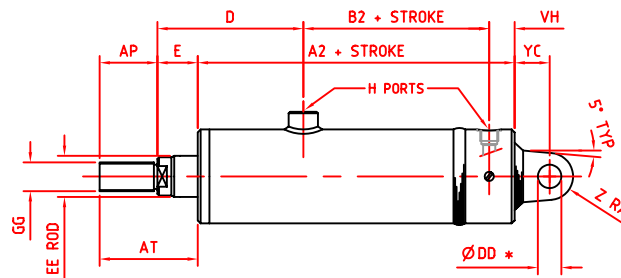 D
B2 + STROKE
VH
AP
E
A2 + STROKE
YC
H PORTS
5° TYP
GG
EE ROD
AT
ØDD *
Z